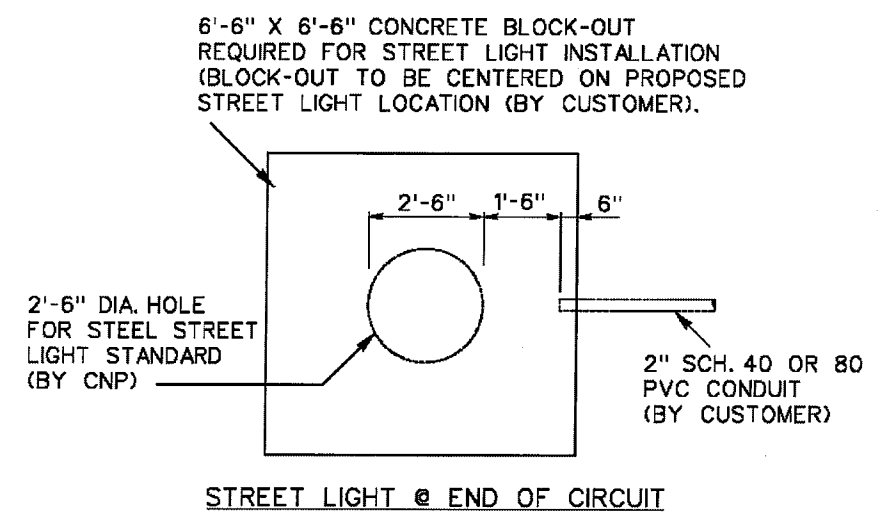 6'-6" X 6'-6" CONCRETE BLOCK-OUT
REQUIRED FOR STREET LIGHT INSTALLATION
(BLOCK-OUT TO BE CENTERED ON PROPOSED
STREET LIGHT LOCATION (BY CUSTOMER).
2'-6" 1'-6" 6"
2'-6" DIA. HOLE
FOR STEEL STREET
LIGHT STANDARD
(BY CNP)
2" SCH. 40 OR 80
PVC CONDUIT
(BY CUSTOMER)
STREET LIGHT @ END OF CIRCUIT